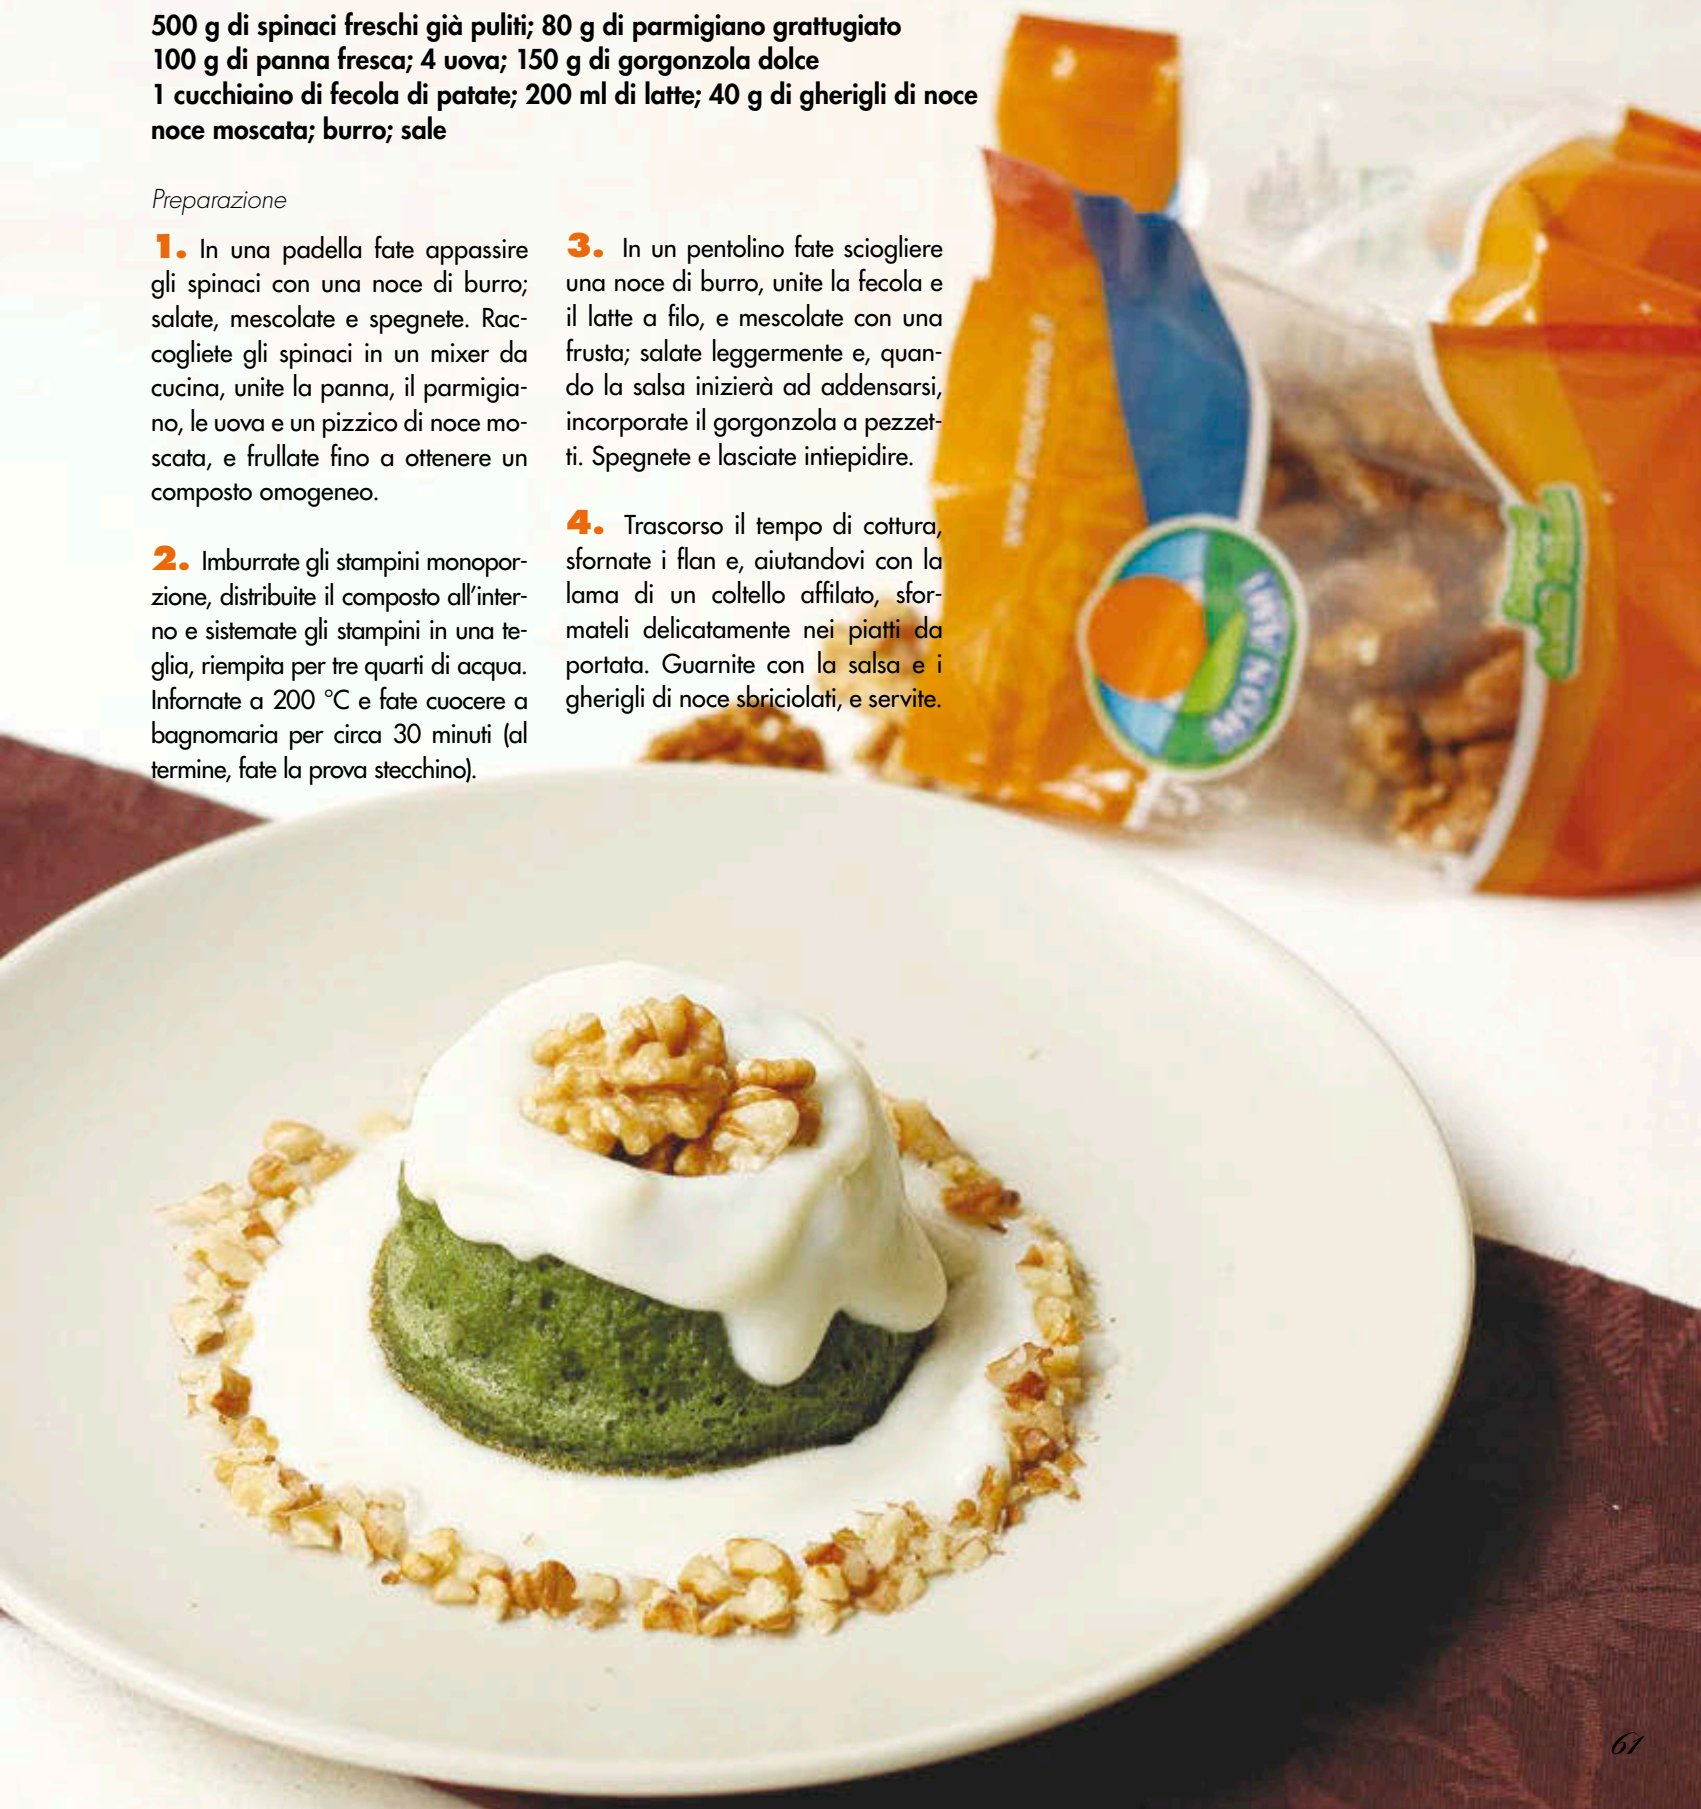 500 g di spinaci freschi già puliti; 80 g di parmigiano grattugiato
100 g di panna fresca; 4 uova; 150 g di gorgonzola dolce
1 cucchiaino di fecola di patate; 200 ml di latte; 40 g di gherigli di noce
noce moscata; burro; sale
Preparazione
1. In una padella fate appassire
gli spinaci con una noce di burro;
salate, mescolate e spegnete. Rac-
cogliete gli spinaci in un mixer da
cucina, unite la panna, il parmigia-
no, le uova e un pizzico di noce mo-
scata, e frullate fino a ottenere un
composto omogeneo.
2. Imburrate gli stampini monopor-
zione, distribuite il composto all'inter-
no e sistemate gli stampini in una te-
glia, riempita per tre quarti di acqua.
Infornate a 200 °C e fate cuocere a
bagnomaria per circa 30 minuti (al
termine, fate la prova stecchino).
3. In un pentolino fate sciogliere
una noce di burro, unite la fecola e
il latte a filo, e mescolate con una
frusta; salate leggermente e, quan-
do la salsa inizierà ad addensarsi,
incorporate il gorgonzola a pezzet-
ti. Spegnete e lasciate intiepidire.
4. Trascorso il tempo di cottura,
sfornate i flan e, aiutandovi con la
lama di un coltello affilato, sfor-
mateli delicatamente nei piatti da
portata. Guarnite con la salsa e i
gherigli di noce sbriciolati, e servite.
MON AMI
61